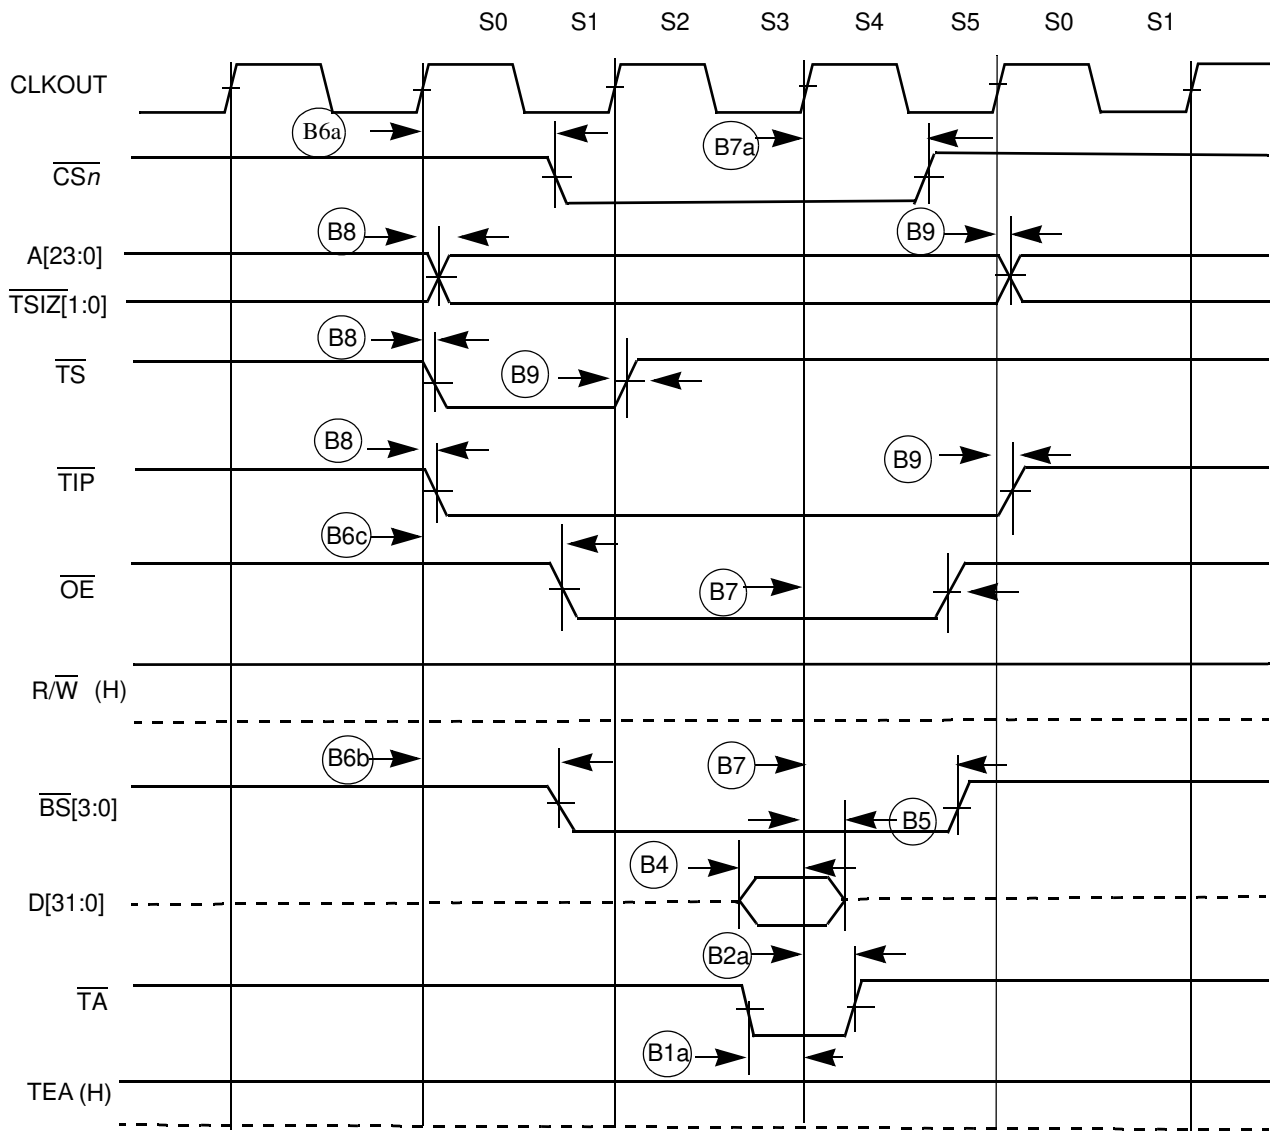 S0 S1 S2 S3 S4 S5 S0 S1
CLKOUT
B6a B7a
CSn
B8 B9
A[23:0]
TSIZ[1:0]
B8
TS B9
B8 B9
TIP
B6c
OE B7
R/W (H)
B6b B7
BS[3:0] B5
B4
D[31:0]
B2a
TA
B1a
TEA (H)